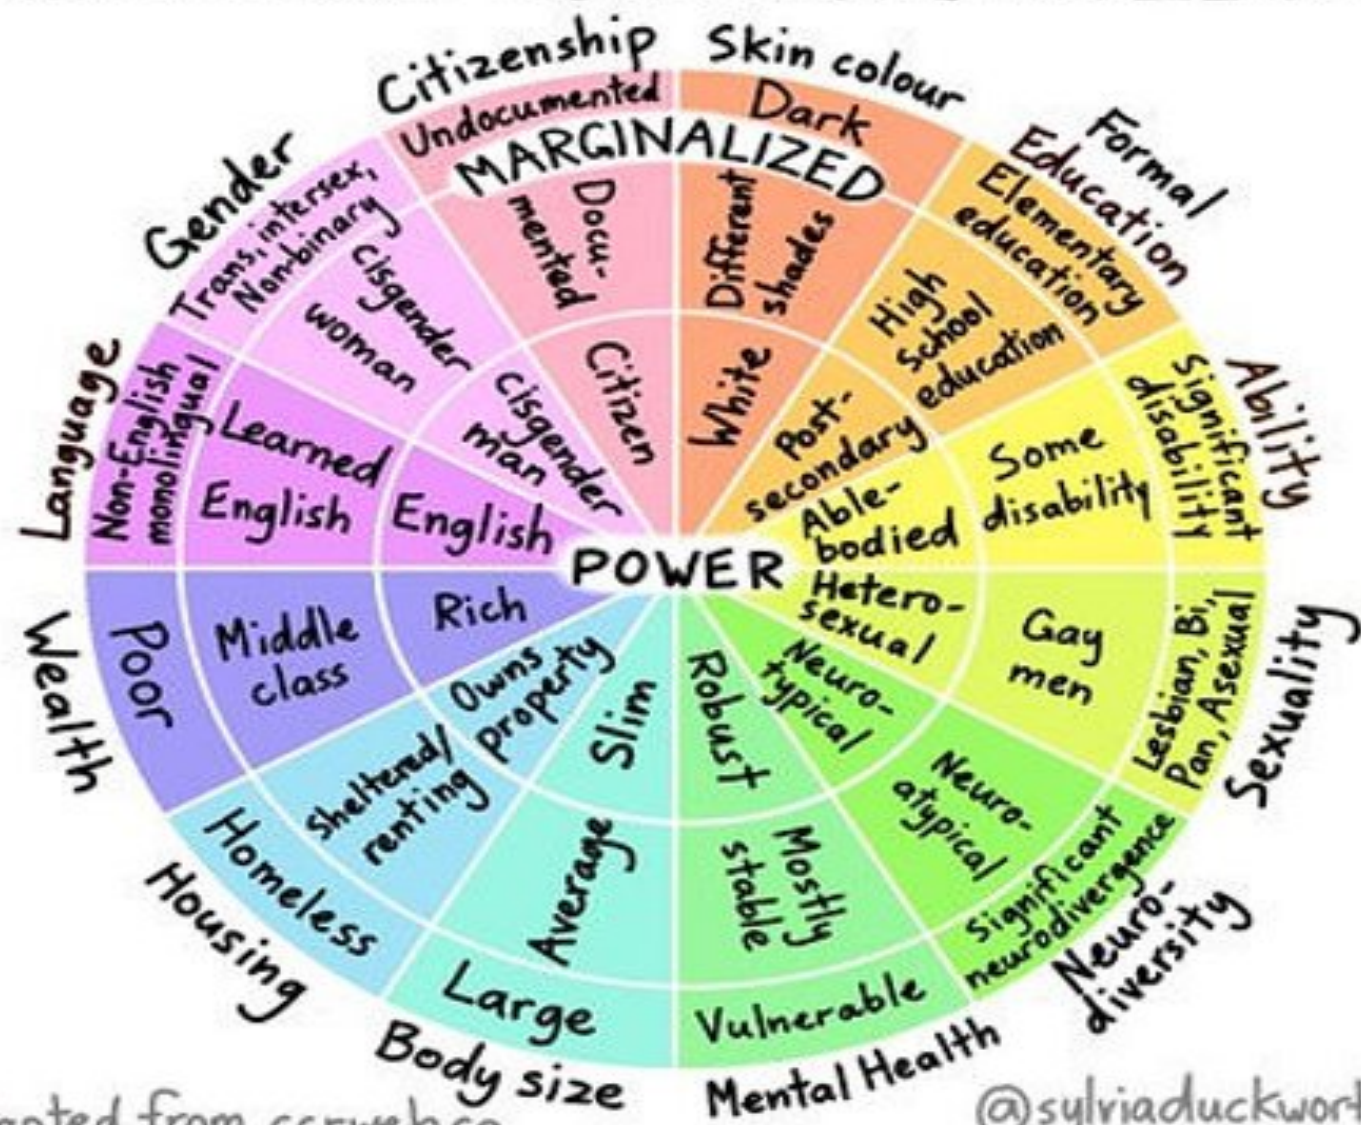 Citizenship
Undocumented
Docu-
mented
Citizen
Skin colour
Dark
Different
shades
White
Formal
Education
Elementary
education
High
School
education
Post-
secondary
Ability
Significant
disability
Some
disability
Able-
bodied
Sexuality
Lesbian, Bi,
Pan, Asexual
Gay
men
Hetero-
sexual
Neuro-
diversity
Significant
neurodivergence
Neuro-
atypical
Neuro-
typical
Mental Health
Vulnerable
Mostly
stable
Robust
Body size
Large
Average
Slim
Housing
Homeless
Sheltered/
renting
Owns
property
Wealth
Poor
Middle
class
Rich
Language
Non-English
monolingual
Learned
English
English
Gender
Trans, intersex,
Non-binary
cisgender
woman
cisgender
man
MARGINALIZED
POWER
@sylviaduckwort